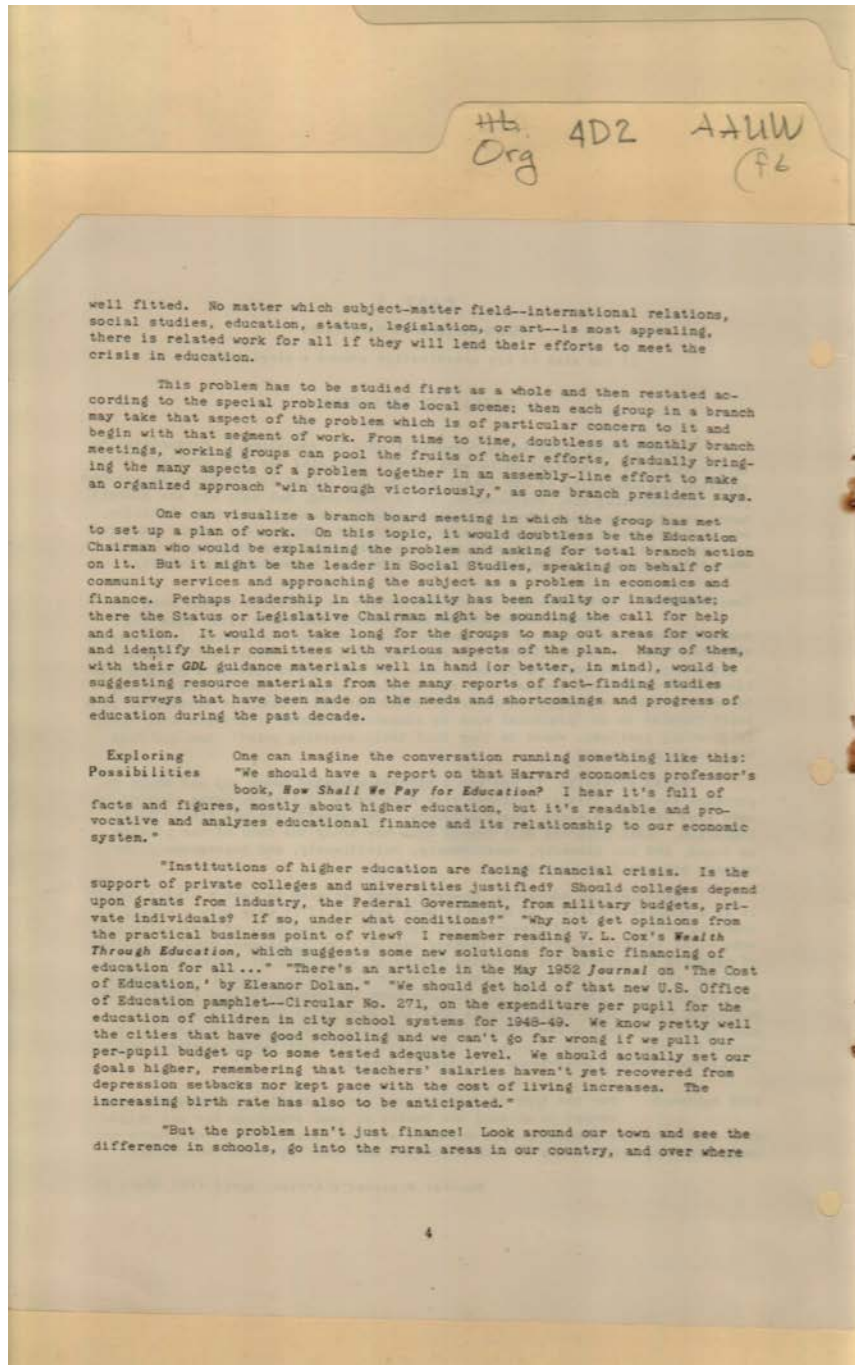 Hb. 4D2 AAUW
Org (f6
well fitted. No matter which subject-matter field--international relations,
social studies, education, status, legislation, or art--is most appealing,
there is related work for all if they will lend their efforts to meet the
crisis in education.
This problem has to be studied first as a whole and then restated ac-
cording to the special problems on the local scene; then each group in a branch
may take that aspect of the problem which is of particular concern to it and
begin with that segment of work. From time to time, doubtless at monthly branch
meetings, working groups can pool the fruits of their efforts, gradually bring-
ing the many aspects of a problem together in an assembly-line effort to make
an organized approach "win through victoriously," as one branch president says.
One can visualize a branch board meeting in which the group has met
to set up a plan of work. On this topic, it would doubtless be the Education
Chairman who would be explaining the problem and asking for total branch action
on it. But it might be the leader in Social Studies, speaking on behalf of
community services and approaching the subject as a problem in economics and
finance. Perhaps leadership in the locality has been faulty or inadequate;
there the Status or Legislative Chairman might be sounding the call for help
and action. It would not take long for the groups to map out areas for work
and identify their committees with various aspects of the plan. Many of them,
with their GDL guidance materials well in hand (or better, in mind), would be
suggesting resource materials from the many reports of fact-finding studies
and surveys that have been made on the needs and shortcomings and progress of
education during the past decade.
Exploring One can imagine the conversation running something like this:
Possibilities "We should have a report on that Harvard economics professor's
book, How Shall We Pay for Education? I hear it's full of
facts and figures, mostly about higher education, but it's readable and pro-
vocative and analyzes educational finance and its relationship to our economic
system."
"Institutions of higher education are facing financial crisis. Is the
support of private colleges and universities justified? Should colleges depend
upon grants from industry, the Federal Government, from military budgets, pri-
vate individuals? If so, under what conditions?" "Why not get opinions from
the practical business point of view? I remember reading V. L. Cox's Wealth
Through Education, which suggests some new solutions for basic financing of
education for all..." "There's an article in the May 1952 Journal on 'The Cost
of Education,' by Eleanor Dolan." "We should get hold of that new U.S. Office
of Education pamphlet--Circular No. 271, on the expenditure per pupil for the
education of children in city school systems for 1948-49. We know pretty well
the cities that have good schooling and we can't go far wrong if we pull our
per-pupil budget up to some tested adequate level. We should actually set our
goals higher, remembering that teachers' salaries haven't yet recovered from
depression setbacks nor kept pace with the cost of living increases. The
increasing birth rate has also to be anticipated."
"But the problem isn't just finance! Look around our town and see the
difference in schools, go into the rural areas in our country, and over where
4